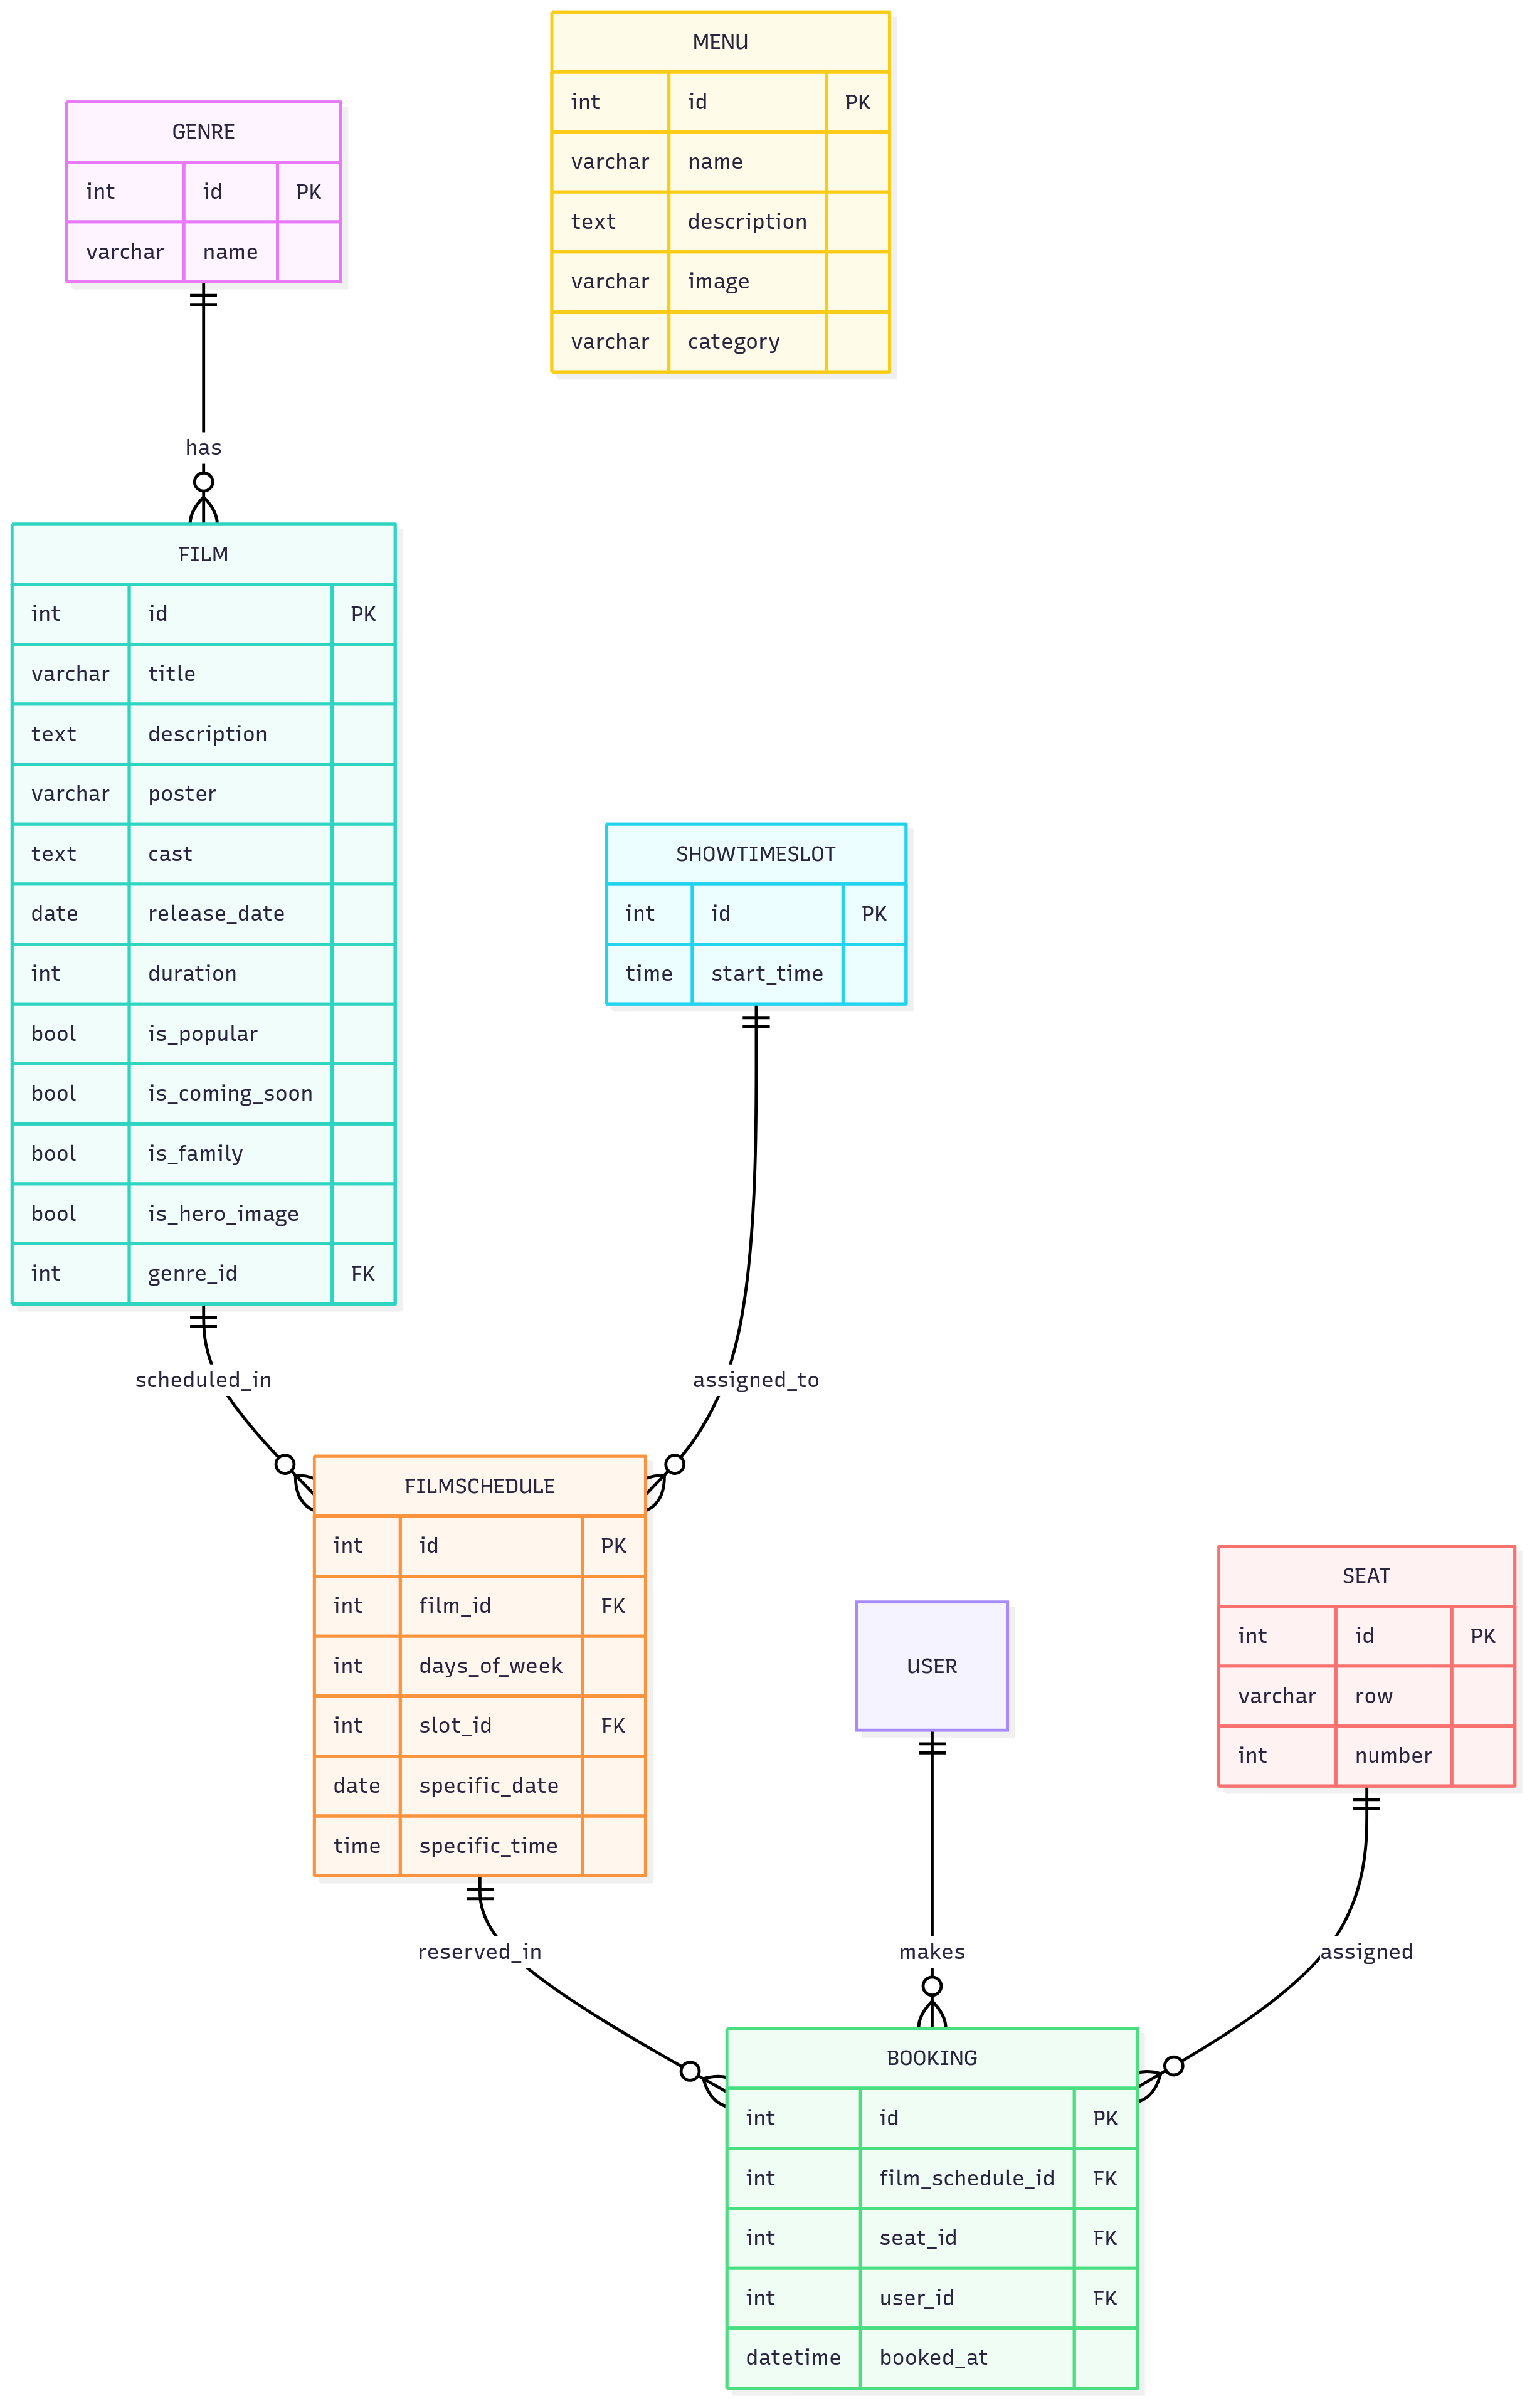 MENU
int id PK
varchar name
text description
varchar image
varchar category
GENRE
int id PK
varchar name
has
FILM
int id PK
varchar title
text description
varchar poster
text cast
date release_date
int duration
bool is_popular
bool is_coming_soon
bool is_family
bool is_hero_image
int genre_id FK
SHOWTIMESLOT
int id PK
time start_time
scheduled_in
assigned_to
FILMSCHEDULE
int id PK
int film_id FK
int days_of_week
int slot_id FK
date specific_date
time specific_time
USER
SEAT
int id PK
varchar row
int number
reserved_in
makes
assigned
BOOKING
int id PK
int film_schedule_id FK
int seat_id FK
int user_id FK
datetime booked_at